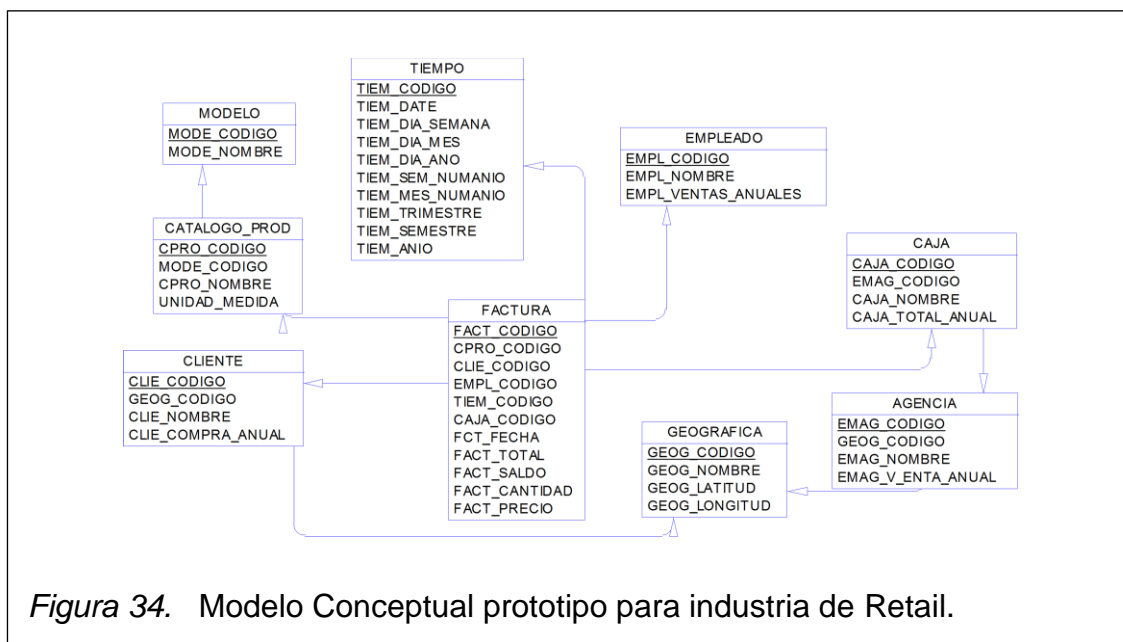 TIEMPO
TIEM_CODIGO
TIEM_DATE
TIEM_DIA_SEMANA
TIEM_DIA_MES
TIEM_DIA_ANO
TIEM_SEM_NUMANIO
TIEM_MES_NUMANIO
TIEM_TRIMESTRE
TIEM_SEMESTRE
TIEM_ANIO
MODELO
MODE_CODIGO
MODE_NOMBRE
EMPLEADO
EMPL_CODIGO
EMPL_NOMBRE
EMPL_VENTAS_ANUALES
CATALOGO_PROD
CPRO_CODIGO
MODE_CODIGO
CPRO_NOMBRE
UNIDAD_MEDIDA
CAJA
CAJA_CODIGO
EMAG_CODIGO
CAJA_NOMBRE
CAJA_TOTAL_ANUAL
FACTURA
FACT_CODIGO
CPRO_CODIGO
CLIE_CODIGO
EMPL_CODIGO
TIEM_CODIGO
CAJA_CODIGO
FCT_FECHA
FACT_TOTAL
FACT_SALDO
FACT_CANTIDAD
FACT_PRECIO
CLIENTE
CLIE_CODIGO
GEOG_CODIGO
CLIE_NOMBRE
CLIE_COMPRA_ANUAL
AGENCIA
EMAG_CODIGO
GEOG_CODIGO
EMAG_NOMBRE
EMAG_V_ENTA_ANUAL
GEOGRAFICA
GEOG_CODIGO
GEOG_NOMBRE
GEOG_LATITUD
GEOG_LONGITUD
Figura 34. Modelo Conceptual prototipo para industria de Retail.